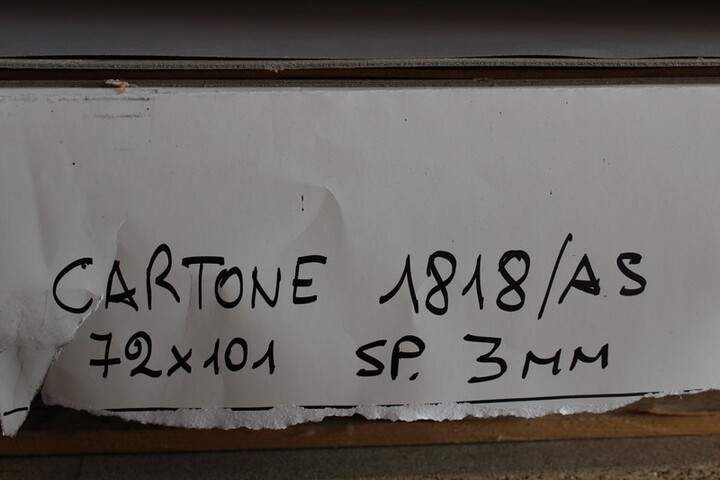 CARTONE 1818/AS
72x101 SP. 3MM